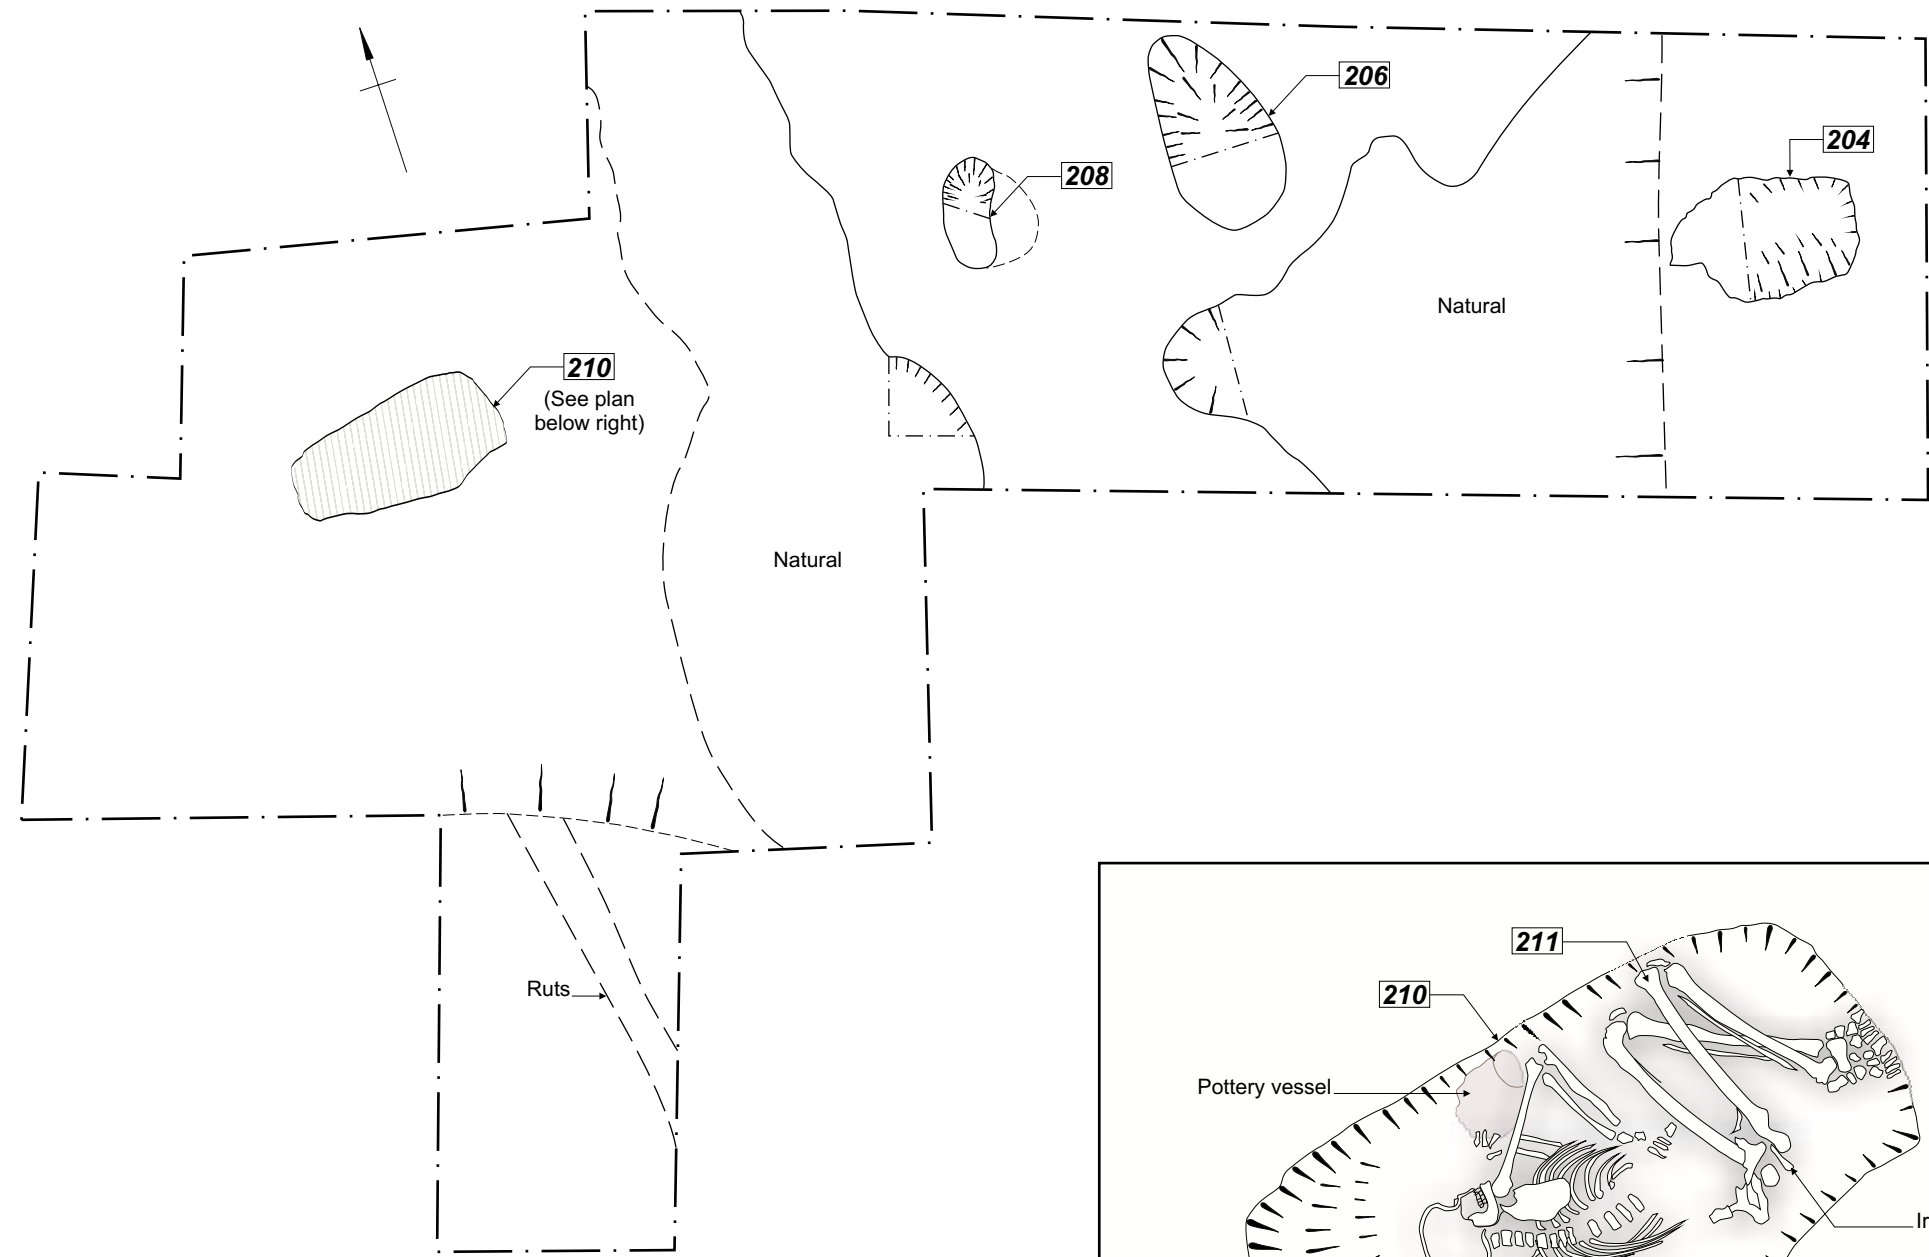 206
204
208
Natural
210
(See plan
below right)
Natural
211
Ruts
210
Pottery vessel